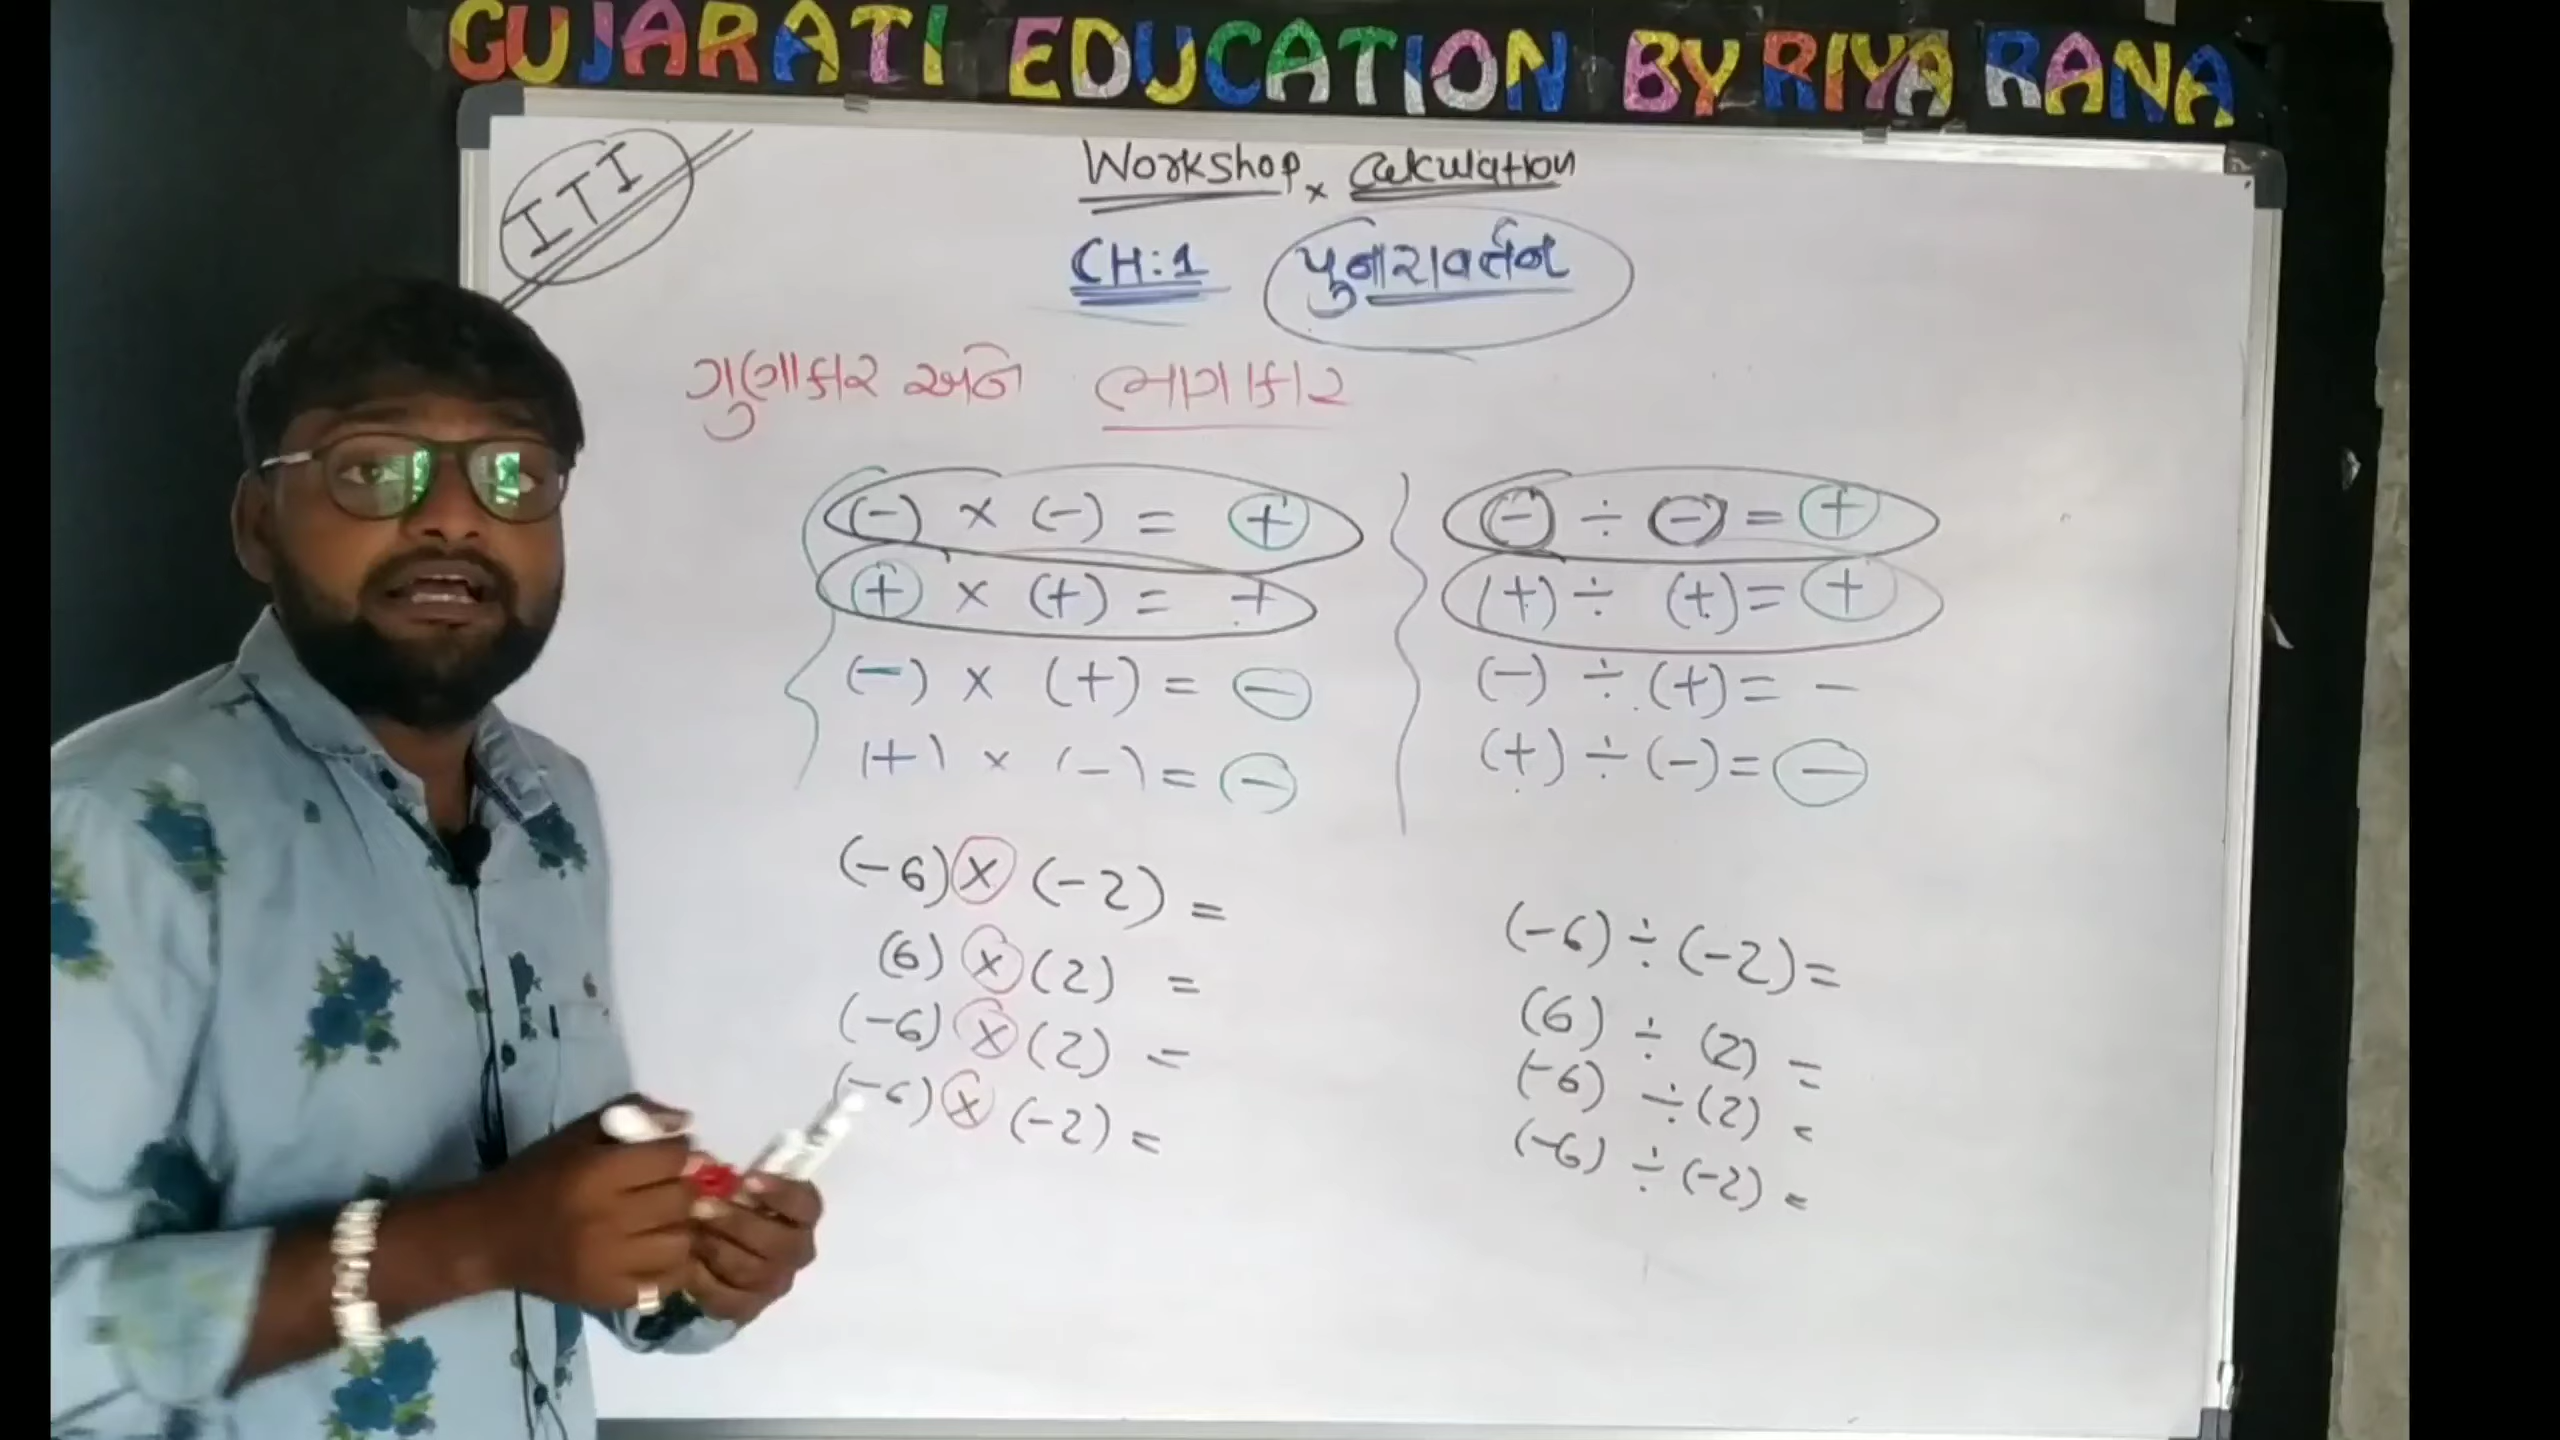 GUJARATI EDUCATION BY RIYA RANA
ITI
Workshop Calculation
CH:1 પુનરાવર્તન
ગુણાકાર અને ભાગાકાર
(-) × (-) = +
(-) ÷ (-) = +
+ × (+) = +
(+) ÷ (+) = +
(-) × (+) = -
(-) ÷ (+) = -
(+) × (-) = -
(+) ÷ (-) = -
(-6) × (-2) =
(6) × (2) =
(-6) × (2) =
(-6) × (-2) =
(-6) ÷ (-2) =
(6) ÷ (2) =
(-6) ÷ (2) =
(-6) ÷ (-2) =